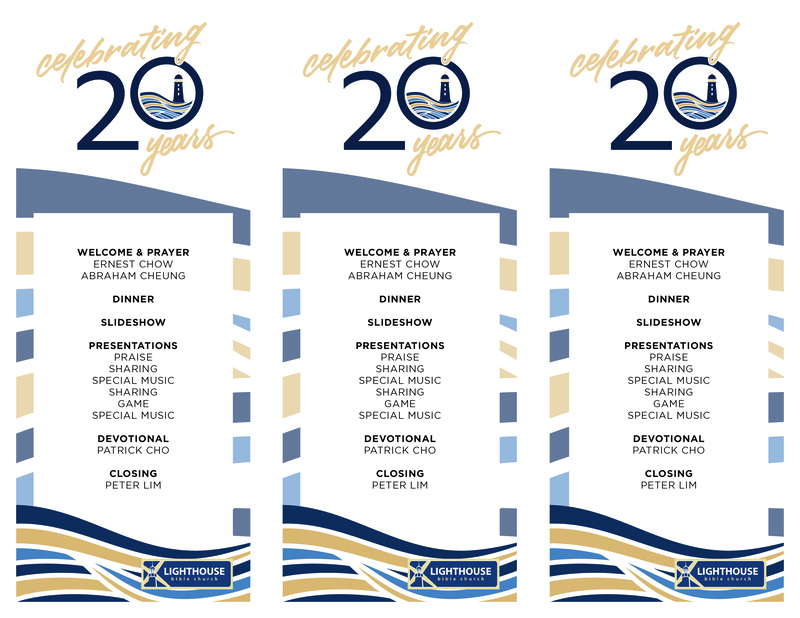 celebrating
20
years
WELCOME & PRAYER
ERNEST CHOW
ABRAHAM CHEUNG
DINNER
SLIDESHOW
PRESENTATIONS
PRAISE
SHARING
SPECIAL MUSIC
SHARING
GAME
SPECIAL MUSIC
DEVOTIONAL
PATRICK CHO
CLOSING
PETER LIM
LIGHTHOUSE
bible church
celebrating
20
years
WELCOME & PRAYER
ERNEST CHOW
ABRAHAM CHEUNG
DINNER
SLIDESHOW
PRESENTATIONS
PRAISE
SHARING
SPECIAL MUSIC
SHARING
GAME
SPECIAL MUSIC
DEVOTIONAL
PATRICK CHO
CLOSING
PETER LIM
LIGHTHOUSE
bible church
celebrating
20
years
WELCOME & PRAYER
ERNEST CHOW
ABRAHAM CHEUNG
DINNER
SLIDESHOW
PRESENTATIONS
PRAISE
SHARING
SPECIAL MUSIC
SHARING
GAME
SPECIAL MUSIC
DEVOTIONAL
PATRICK CHO
CLOSING
PETER LIM
LIGHTHOUSE
bible church